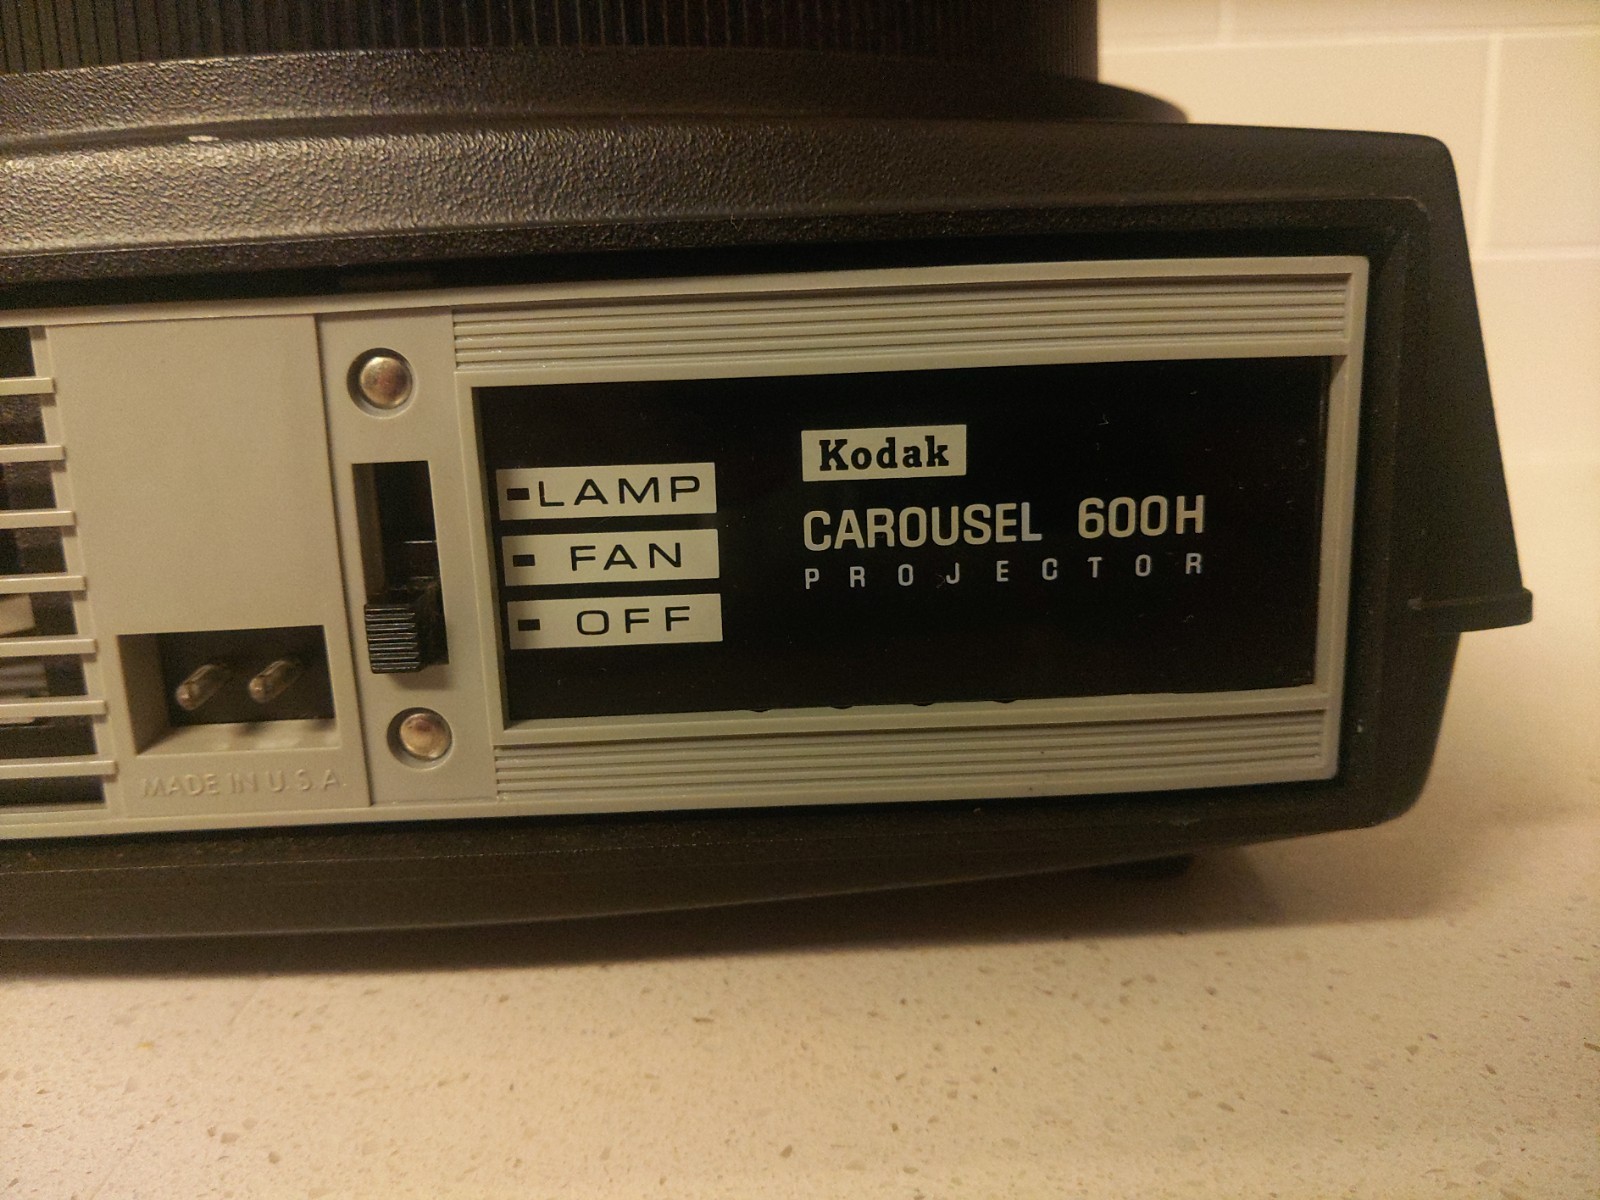 Kodak
CAROUSEL 600H
PROJECTOR
LAMP
FAN
OFF
MADE IN U.S.A.